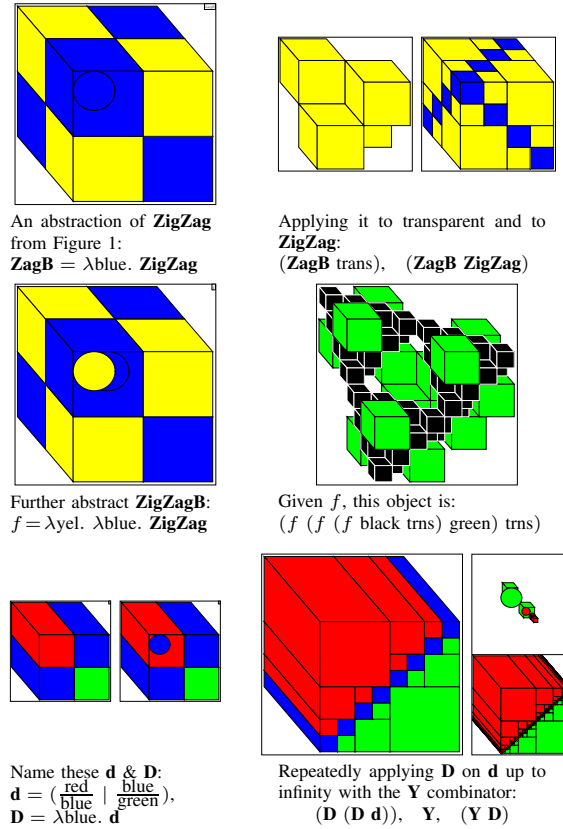 An abstraction of ZigZag
from Figure 1:
ZagB = λblue. ZigZag
Applying it to transparent and to
ZigZag:
(ZagB trans), (ZagB ZigZag)
Further abstract ZigZagB:
f = λyel. λblue. ZigZag
Given f, this object is:
(f (f (f black trns) green) trns)
Name these d & D:
d = (red/blue | blue/green),
D = λblue. d
Repeatedly applying D on d up to
infinity with the Y combinator:
(D (D d)), Y, (Y D)